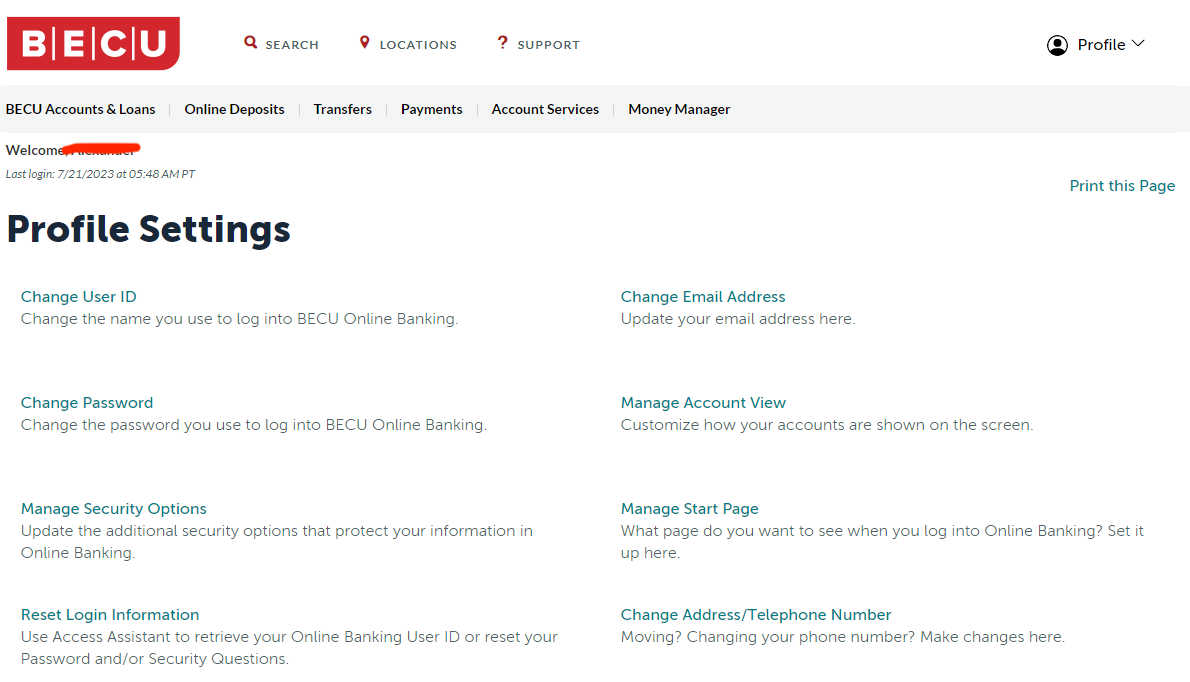 BECU
SEARCH
LOCATIONS
? SUPPORT
Profile
BECU Accounts & Loans
Online Deposits
Transfers
Payments
Account Services
Money Manager
Welcome,
Last login: 7/21/2023 at 05:48 AM PT
Print this Page
Profile Settings
Change User ID
Change the name you use to log into BECU Online Banking.
Change Email Address
Update your email address here.
Change Password
Change the password you use to log into BECU Online Banking.
Manage Account View
Customize how your accounts are shown on the screen.
Manage Security Options
Update the additional security options that protect your information in
Online Banking.
Manage Start Page
What page do you want to see when you log into Online Banking? Set it
up here.
Reset Login Information
Use Access Assistant to retrieve your Online Banking User ID or reset your
Password and/or Security Questions.
Change Address/Telephone Number
Moving? Changing your phone number? Make changes here.